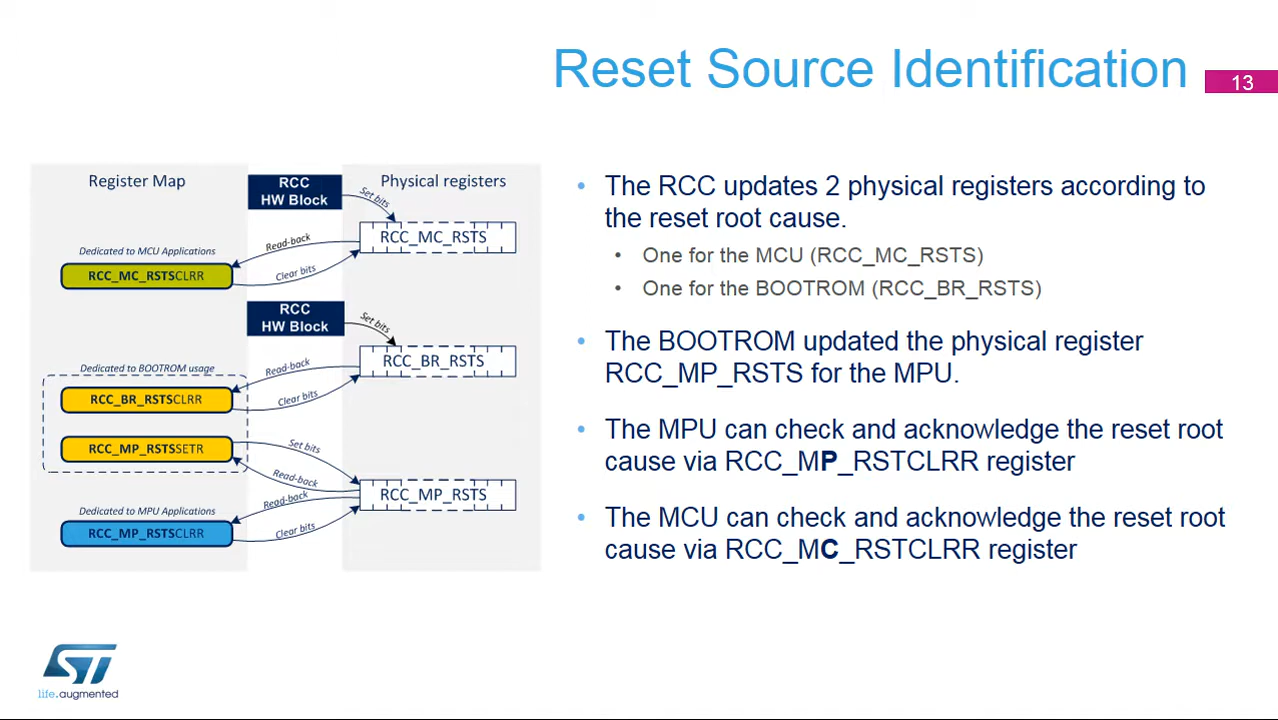 Reset Source Identification
13
Register Map
RCC
HW Block
Physical registers
Set bits
RCC_MC_RSTS
Read-back
Dedicated to MCU Applications
RCC_MC_RSTSCLRR
Clear bits
RCC
HW Block
Set bits
RCC_BR_RSTS
Dedicated to BOOTROM usage
Read-back
RCC_BR_RSTSCLRR
Clear bits
RCC_MP_RSTSSETR
Set bits
Read-back
RCC_MP_RSTS
Read-back
Dedicated to MPU Applications
RCC_MP_RSTSCLRR
Clear bits
• The RCC updates 2 physical registers according to
the reset root cause.
• One for the MCU (RCC_MC_RSTS)
• One for the BOOTROM (RCC_BR_RSTS)
• The BOOTROM updated the physical register
RCC_MP_RSTS for the MPU.
• The MPU can check and acknowledge the reset root
cause via RCC_MP_RSTCLRR register
• The MCU can check and acknowledge the reset root
cause via RCC_MC_RSTCLRR register
ST
life.augmented